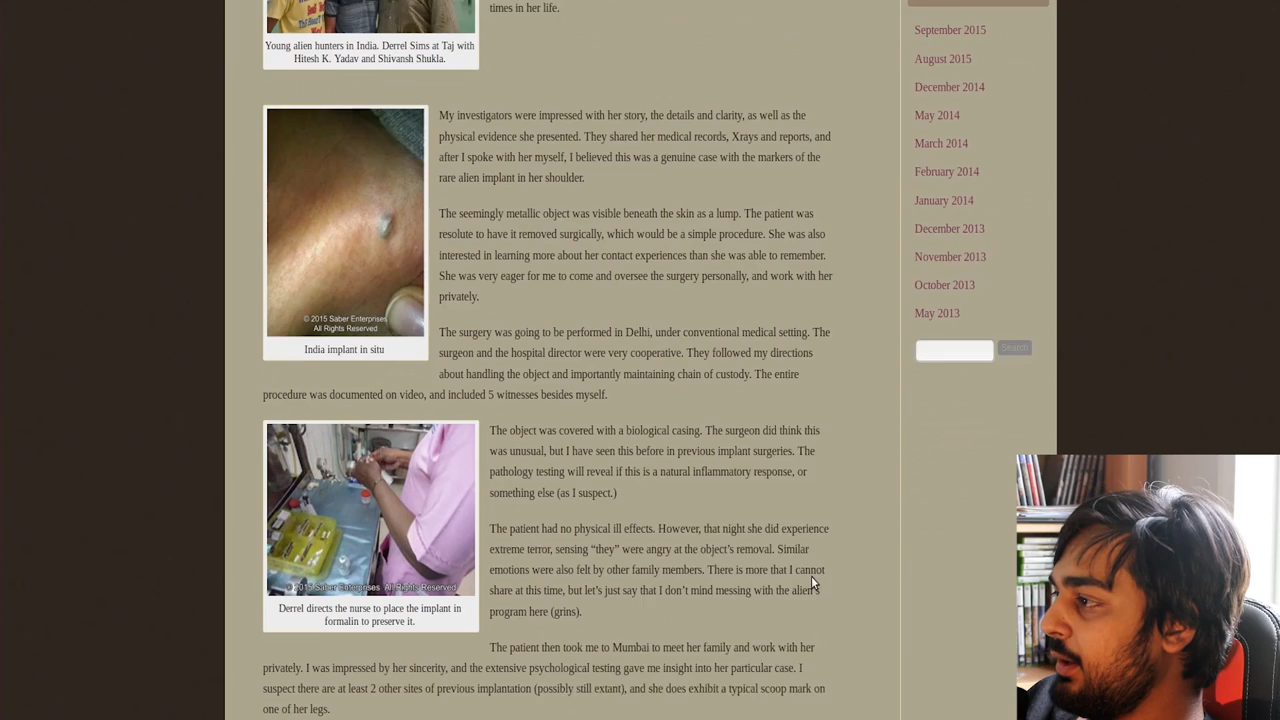 times in her life.
Young alien hunters in India. Derrel Sims at Taj with
Hitesh K. Yadav and Shivansh Shukla.
My investigators were impressed with her story, the details and clarity, as well as the
physical evidence she presented. They shared her medical records, Xrays and reports, and
after I spoke with her myself, I believed this was a genuine case with the markers of the
rare alien implant in her shoulder.
The seemingly metallic object was visible beneath the skin as a lump. The patient was
resolute to have it removed surgically, which would be a simple procedure. She was also
interested in learning more about her contact experiences than she was able to remember.
She was very eager for me to come and oversee the surgery personally, and work with her
privately.
© 2015 Saber Enterprises
All Rights Reserved
India implant in situ
The surgery was going to be performed in Delhi, under conventional medical setting. The
surgeon and the hospital director were very cooperative. They followed my directions
about handling the object and importantly maintaining chain of custody. The entire
procedure was documented on video, and included 5 witnesses besides myself.
The object was covered with a biological casing. The surgeon did think this
was unusual, but I have seen this before in previous implant surgeries. The
pathology testing will reveal if this is a natural inflammatory response, or
something else (as I suspect.)
The patient had no physical ill effects. However, that night she did experience
extreme terror, sensing “they” were angry at the object’s removal. Similar
emotions were also felt by other family members. There is more that I cannot
share at this time, but let’s just say that I don’t mind messing with the alien’s
program here (grins).
© 2015 Saber Enterprises All Rights Reserved
Derrel directs the nurse to place the implant in
formalin to preserve it.
The patient then took me to Mumbai to meet her family and work with her
privately. I was impressed by her sincerity, and the extensive psychological testing gave me insight into her particular case. I
suspect there are at least 2 other sites of previous implantation (possibly still extant), and she does exhibit a typical scoop mark on
one of her legs.
September 2015
August 2015
December 2014
May 2014
March 2014
February 2014
January 2014
December 2013
November 2013
October 2013
May 2013
Search